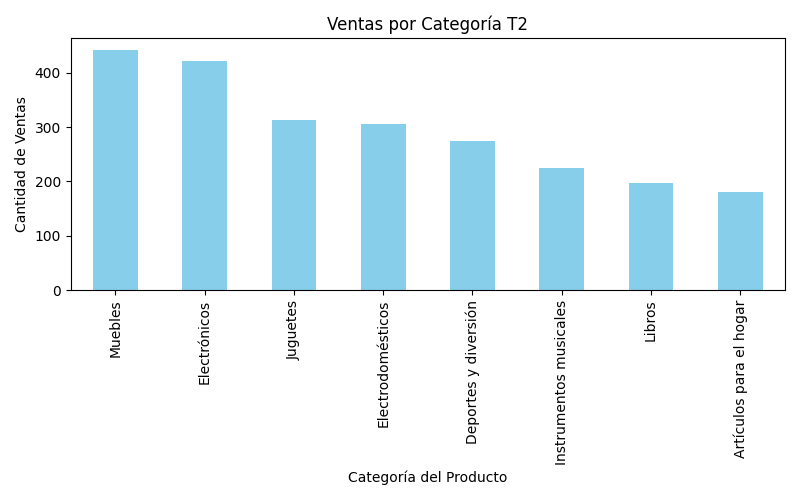 Ventas por Categoría T2
Cantidad de Ventas
400
300
200
100
0
Muebles
Electrónicos
Juguetes
Electrodomésticos
Deportes y diversión
Instrumentos musicales
Libros
Artículos para el hogar
Categoría del Producto